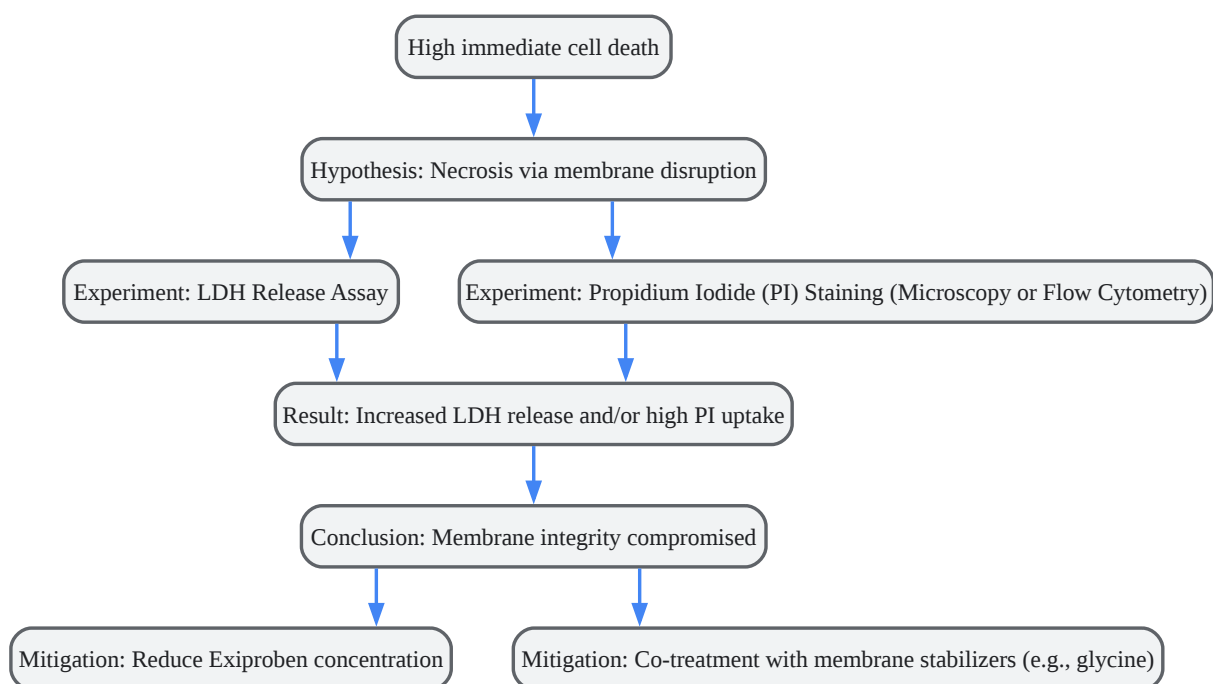 High immediate cell death
Hypothesis: Necrosis via membrane disruption
Experiment: LDH Release Assay
Experiment: Propidium Iodide (PI) Staining (Microscopy or Flow Cytometry)
Result: Increased LDH release and/or high PI uptake
Conclusion: Membrane integrity compromised
Mitigation: Reduce Exiproben concentration
Mitigation: Co-treatment with membrane stabilizers (e.g., glycine)